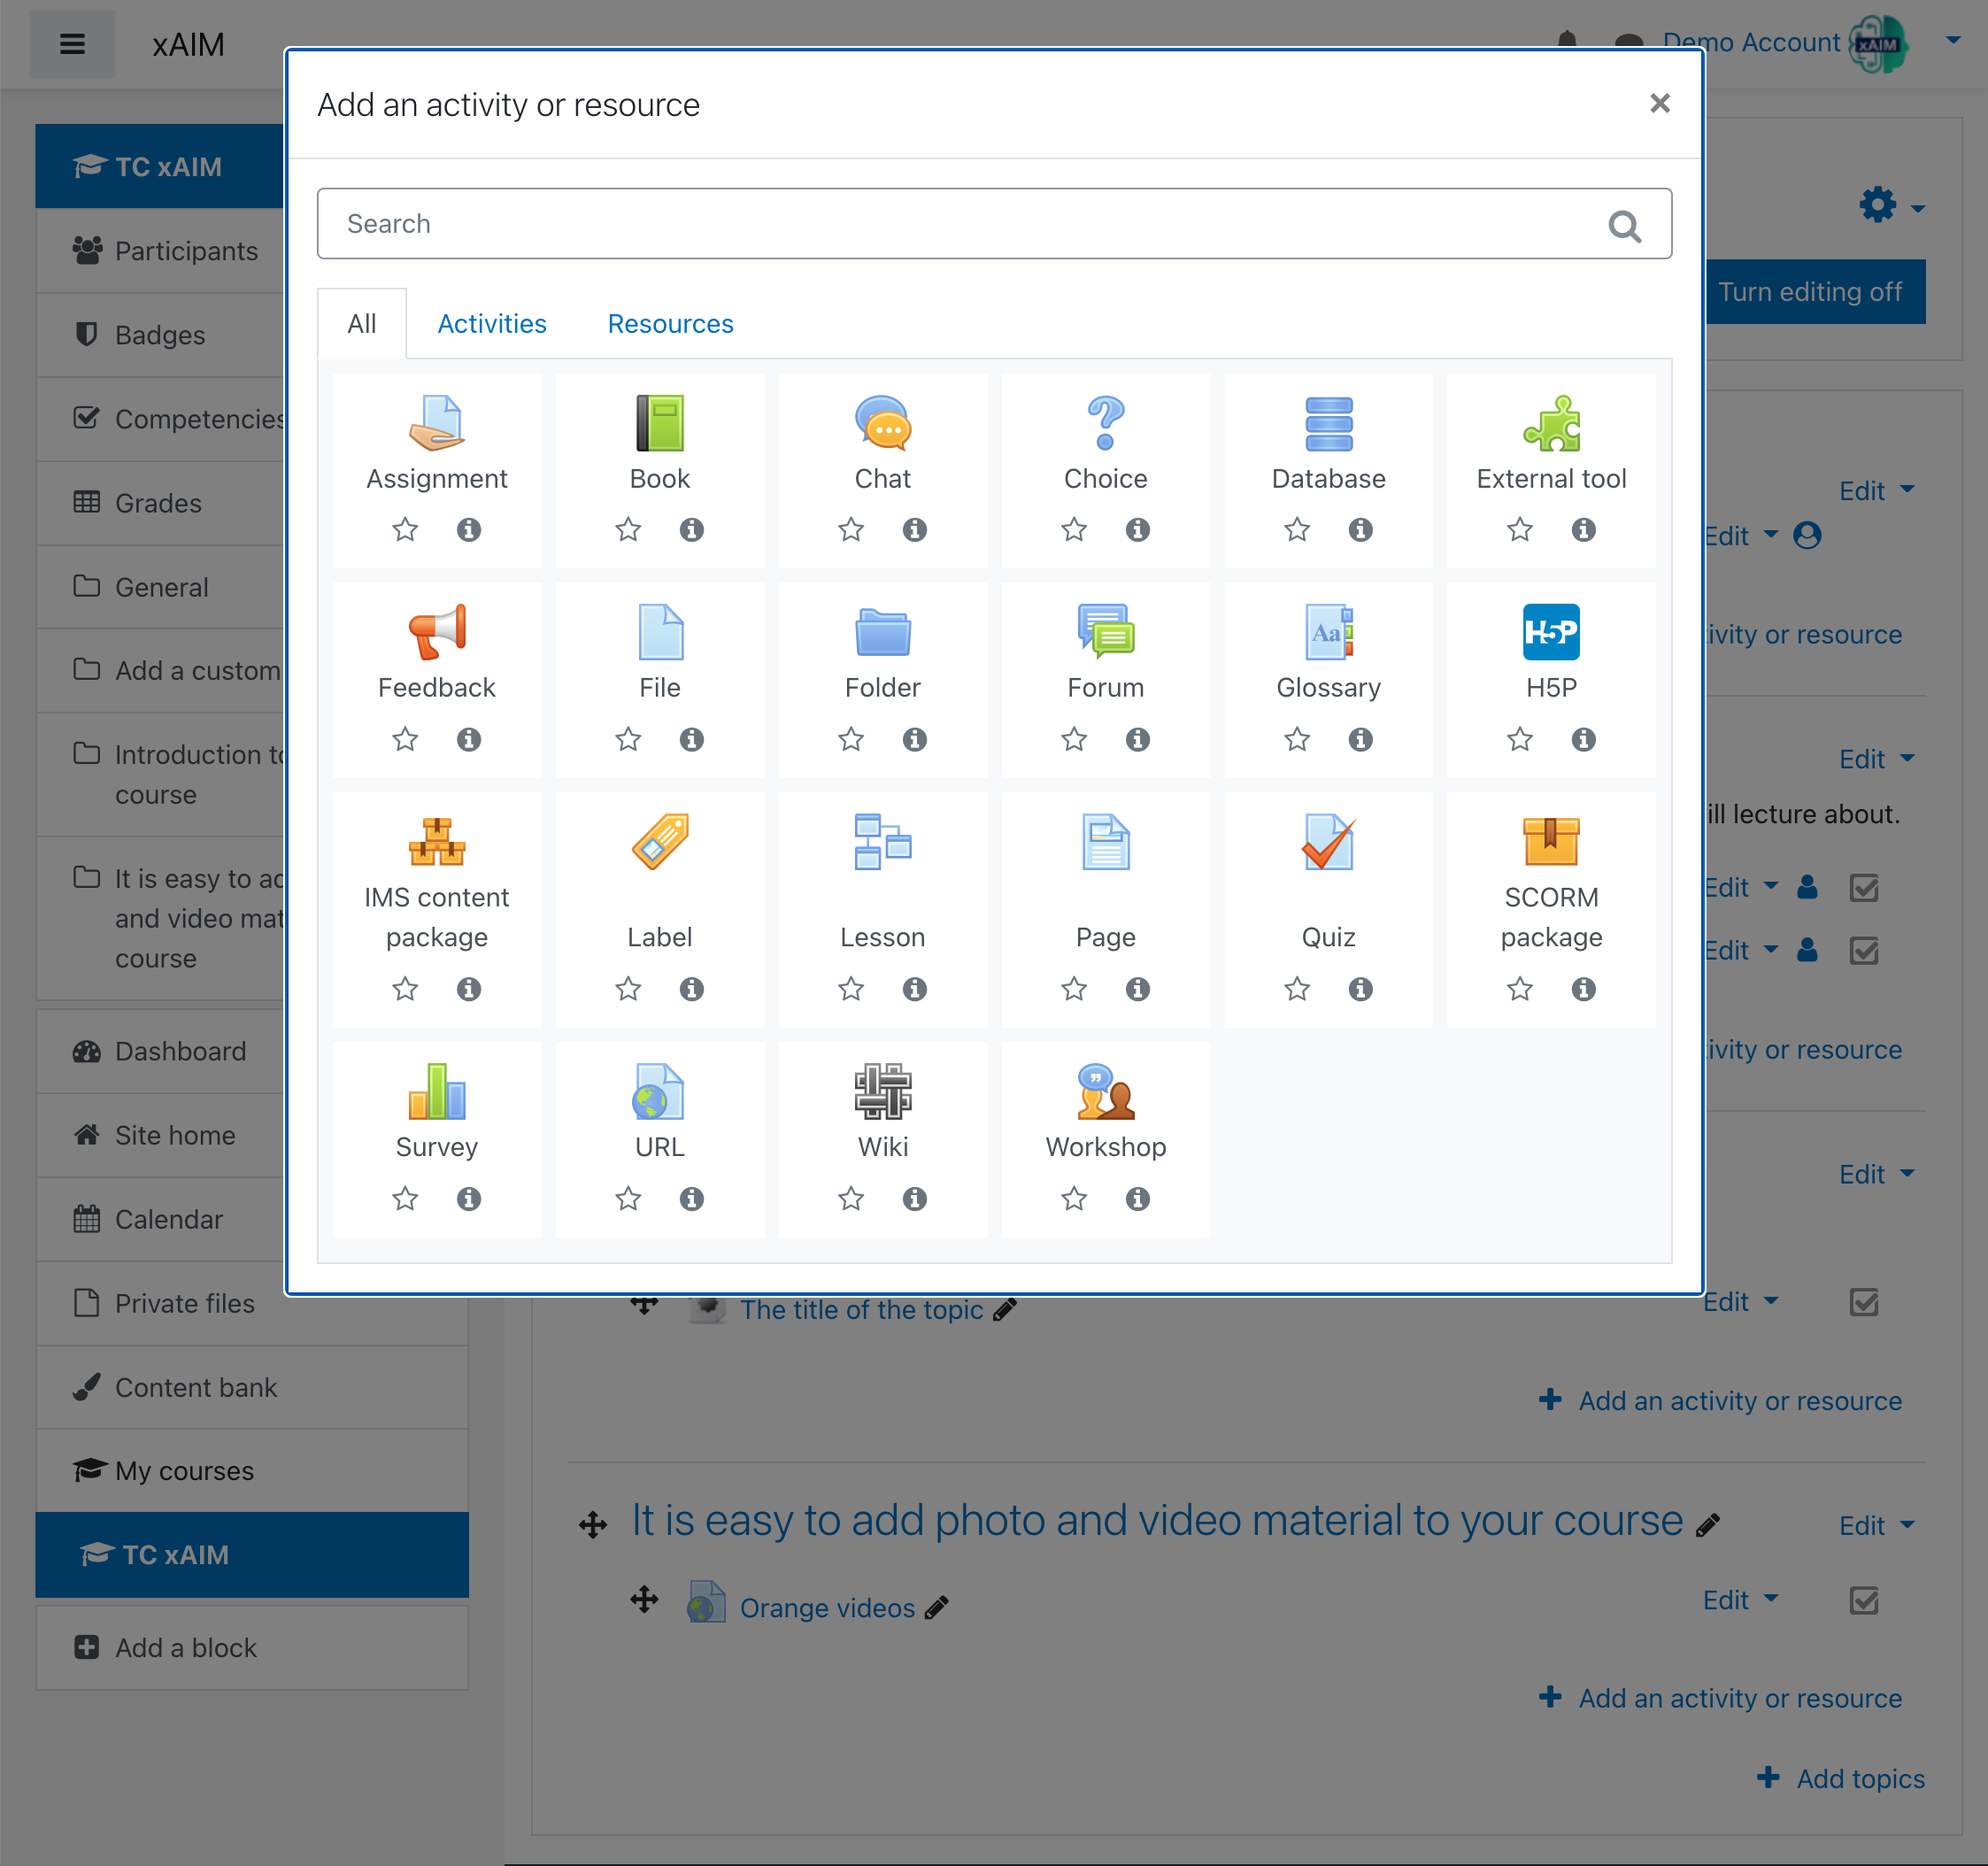 xAIM
Demo Account
xAIM
Add an activity or resource
Search
All
Activities
Resources
Assignment
Book
Chat
Choice
Database
External tool
Feedback
File
Folder
Forum
Aa
Glossary
H5P
H5P
IMS content
package
Label
Lesson
Page
Quiz
SCORM
package
Survey
URL
Wiki
Workshop
TC xAIM
Participants
Badges
Competencies
Grades
General
Add a custom
Introduction to
course
It is easy to
and video
course
Dashboard
Site home
Calendar
Private files
Content bank
My courses
TC xAIM
Add a block
Turn editing off
Edit
Edit
or resource
Edit
lecture about.
Edit
Edit
or resource
Edit
The title of the topic
Edit
Add an activity or resource
It is easy to add photo and video material to your course
Edit
Orange videos
Edit
Add an activity or resource
Add topics